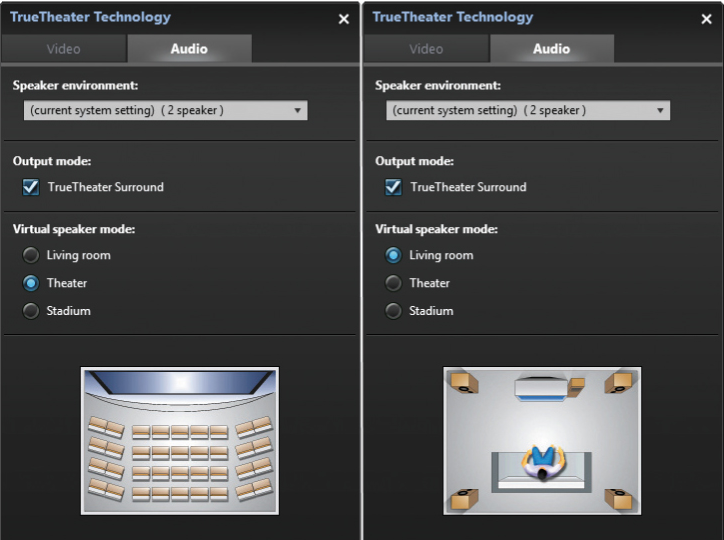 TrueTheater Technology ×
Video Audio
Speaker environment:
(current system setting) ( 2 speaker )
Output mode:
TrueTheater Surround
Virtual speaker mode:
Living room
Theater
Stadium
TrueTheater Technology ×
Video Audio
Speaker environment:
(current system setting) ( 2 speaker )
Output mode:
TrueTheater Surround
Virtual speaker mode:
Living room
Theater
Stadium